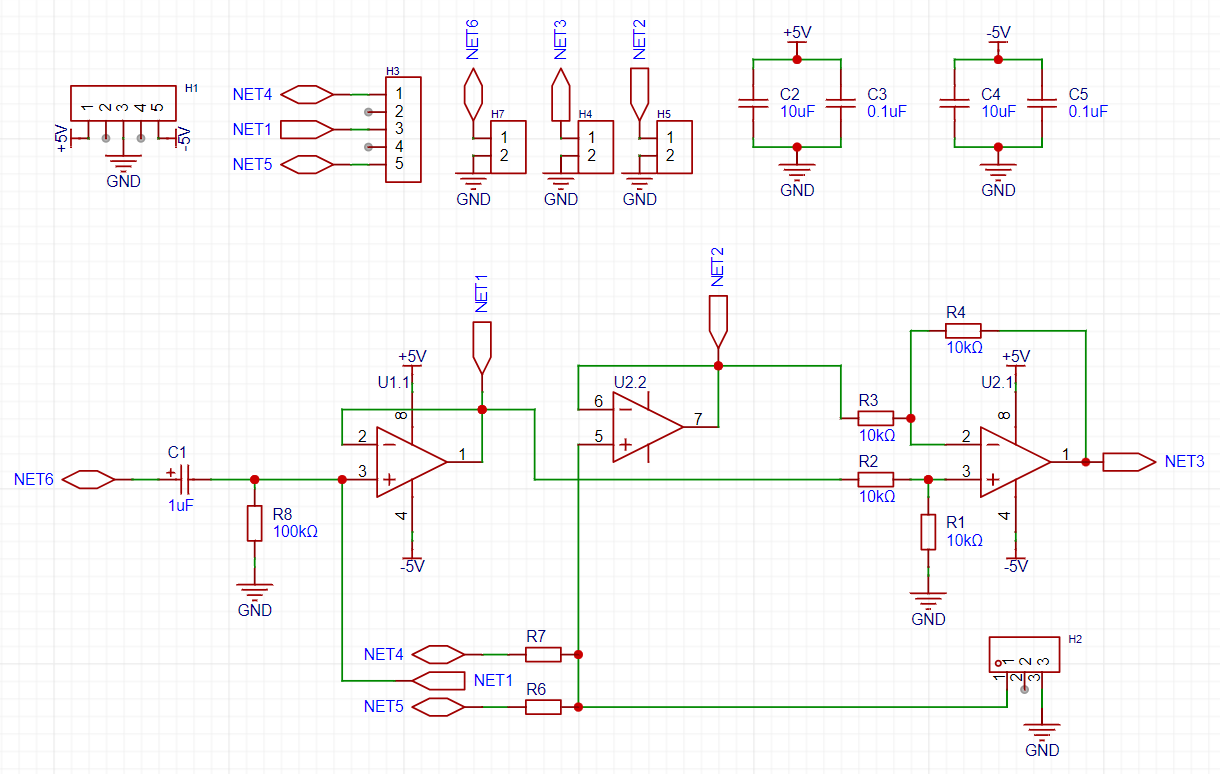 NET6
NET3
NET2
+5V
-5V
H1
1 2 3 4 5
+5V
-5V
GND
H3
NET4
1
2
NET1
3
4
NET5
5
H7
1
2
GND
H4
1
2
GND
H5
1
2
GND
C2
10uF
C3
0.1uF
GND
C4
10uF
C5
0.1uF
GND
NET1
NET2
+5V
U1.1
8
2
3
1
4
-5V
NET6
C1
+
1uF
R8
100kΩ
GND
U2.2
6
5
7
R4
10kΩ
+5V
U2.1
8
R3
10kΩ
2
R2
10kΩ
3
1
NET3
4
-5V
R1
10kΩ
GND
NET4
R7
NET1
NET5
R6
H2
1 2 3
1 2 3
GND